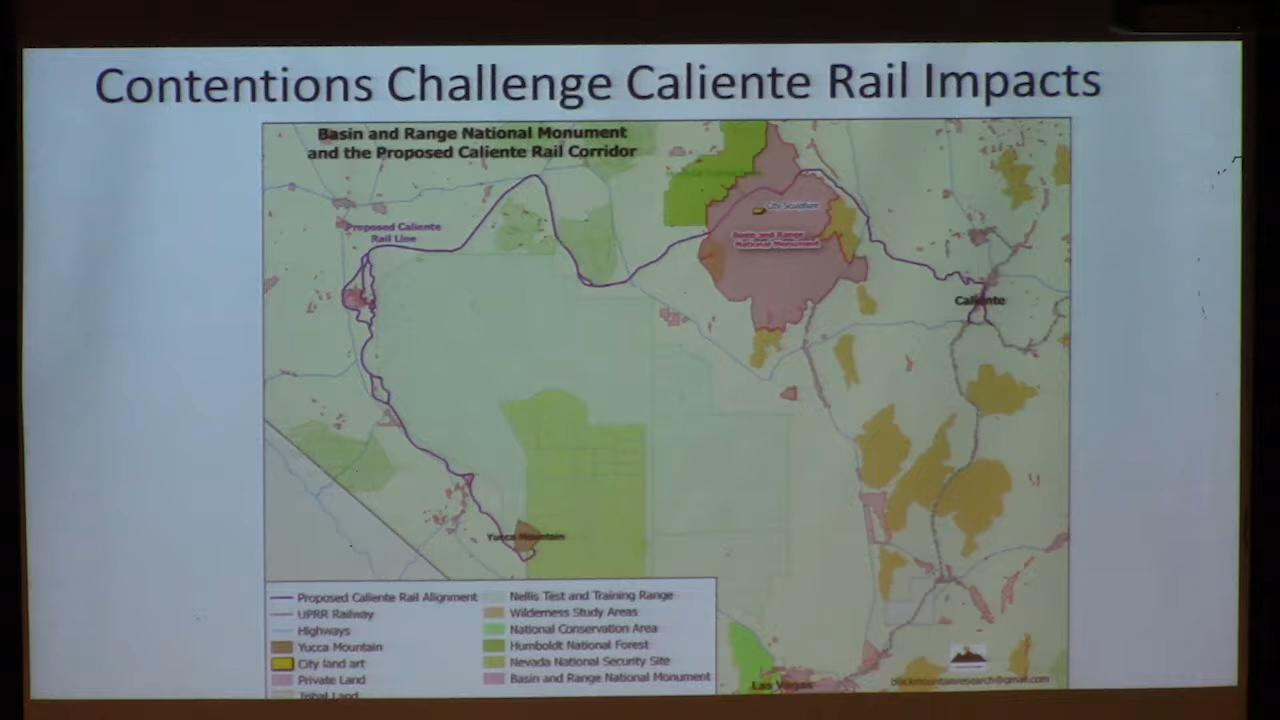 Contentions Challenge Caliente Rail Impacts
Basin and Range National Monument
and the Proposed Caliente Rail Corridor
City Sculpture
Proposed Caliente
Rail Line
Basin and Range
National Monument
Caliente
Yucca Mountain
Proposed Caliente Rail Alignment
UPRR Railway
Highways
Yucca Mountain
City land art
Private Land
Tribal Land
Nellis Test and Training Range
Wilderness Study Areas
National Conservation Area
Humboldt National Forest
Nevada National Security Site
Basin and Range National Monument
Las Vegas
blackmountainresearch@gmail.com